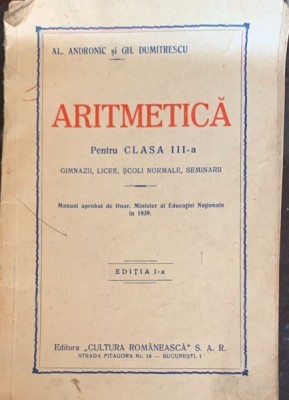 AL. ANDRONIC și GH. DUMITRESCU
ARITMETICĂ
Pentru CLASA III-a
GIMNAZII, LICEE, ȘCOLI NORMALE, SEMINARII
Manual aprobat de Onor. Minister al Educației Naționale
în 1939.
EDIȚIA I-a
Editura „CULTURA ROMÂNEASCĂ" S. A. R.
STRADA PITAGORA Nr. 18 — BUCUREȘTI, I